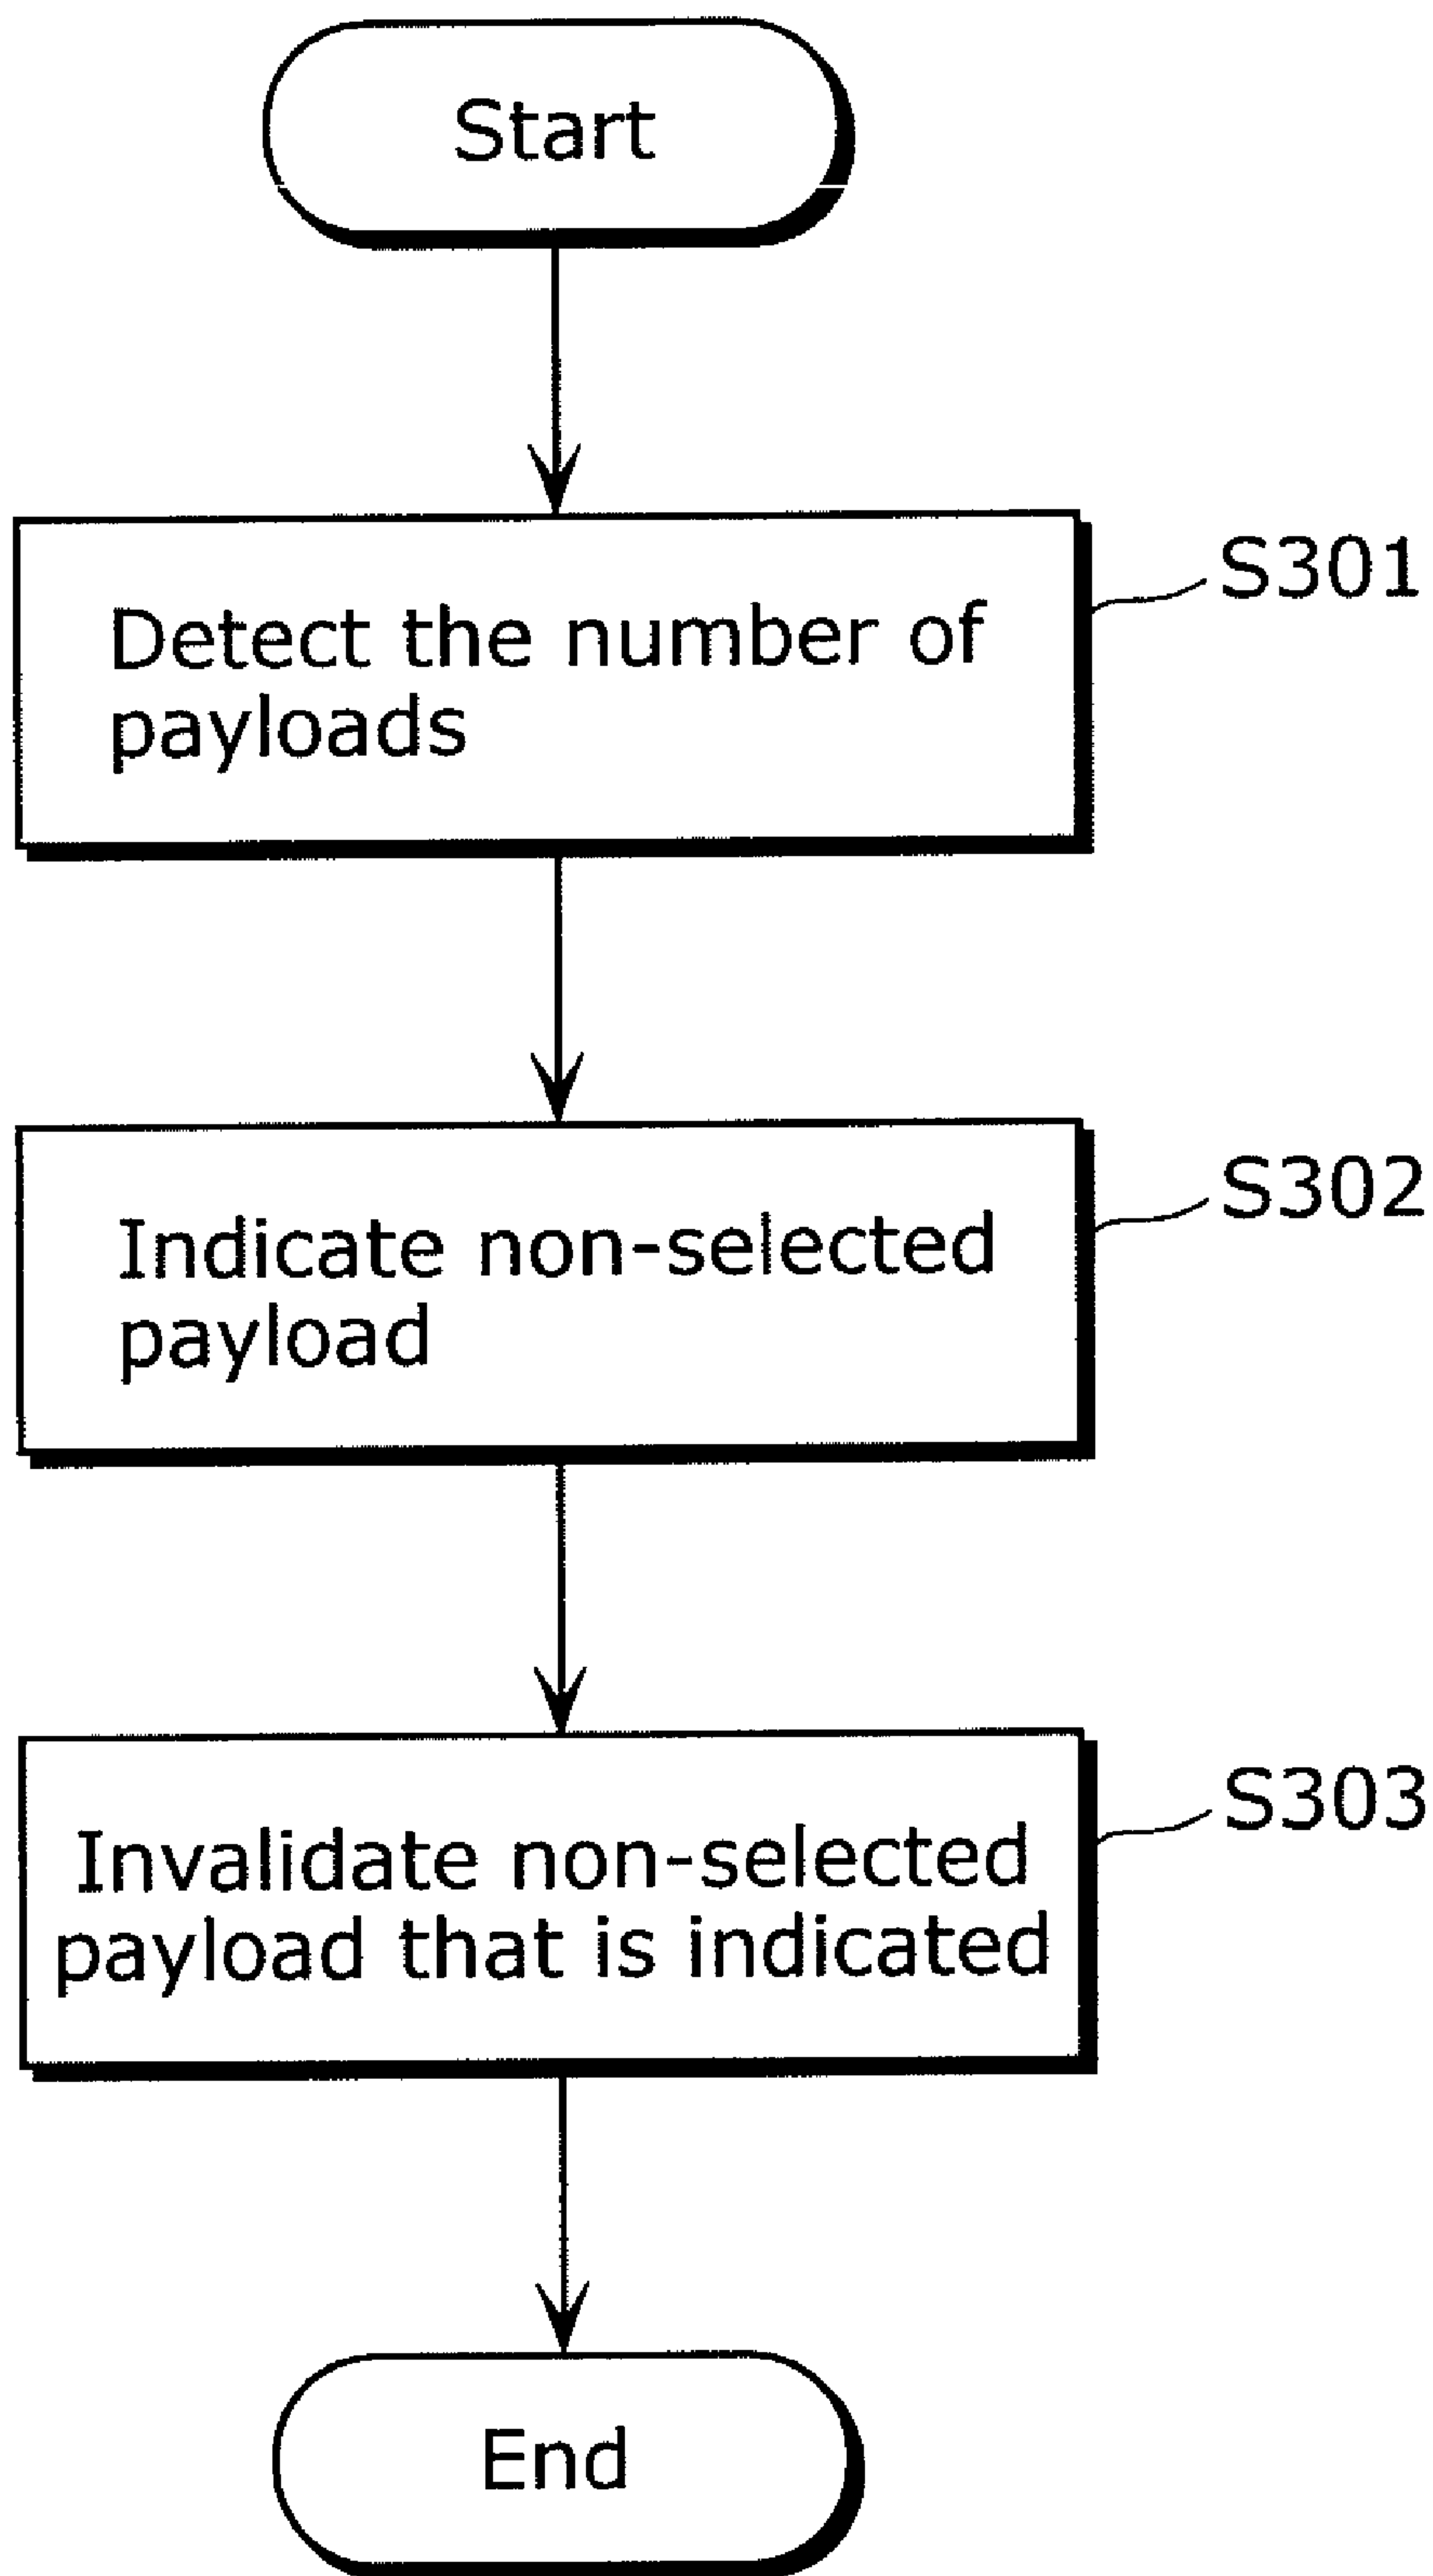 Start
Detect the number of
payloads
S301
Indicate non-selected
payload
S302
Invalidate non-selected
payload that is indicated
S303
End